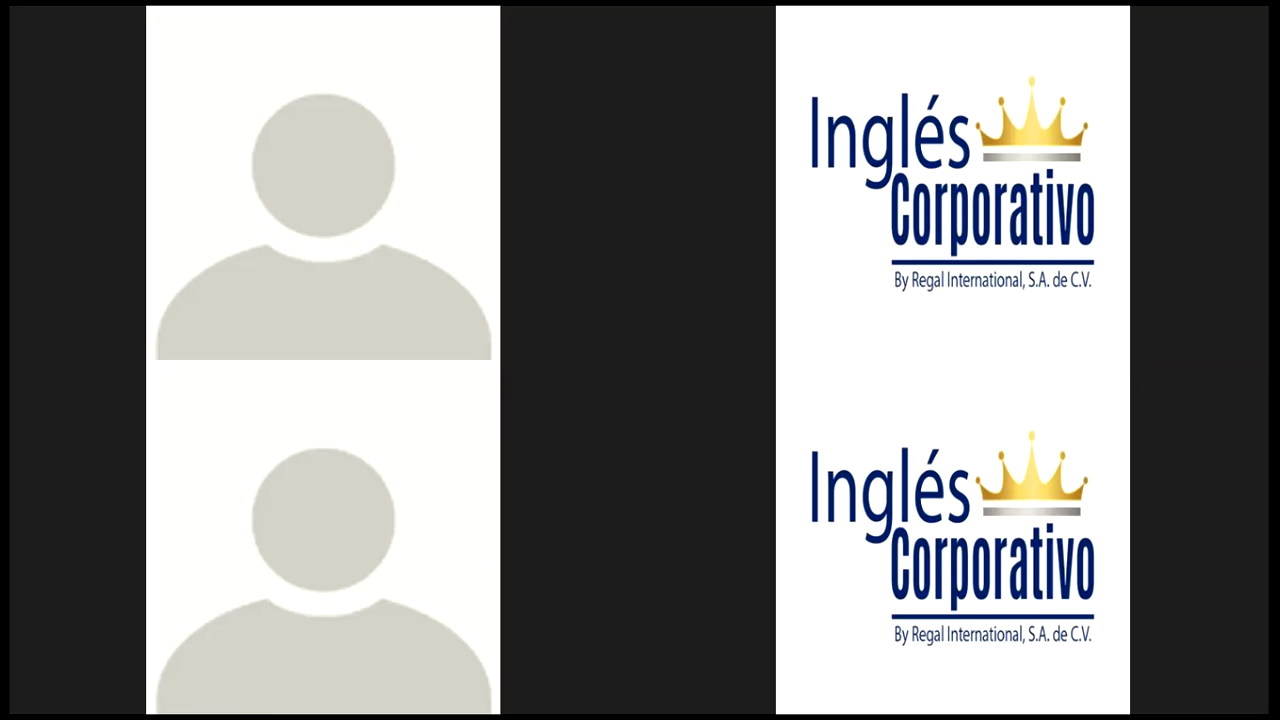 Inglés
Corporativo
By Regal International, S.A. de C.V.
Inglés
Corporativo
By Regal International, S.A. de C.V.